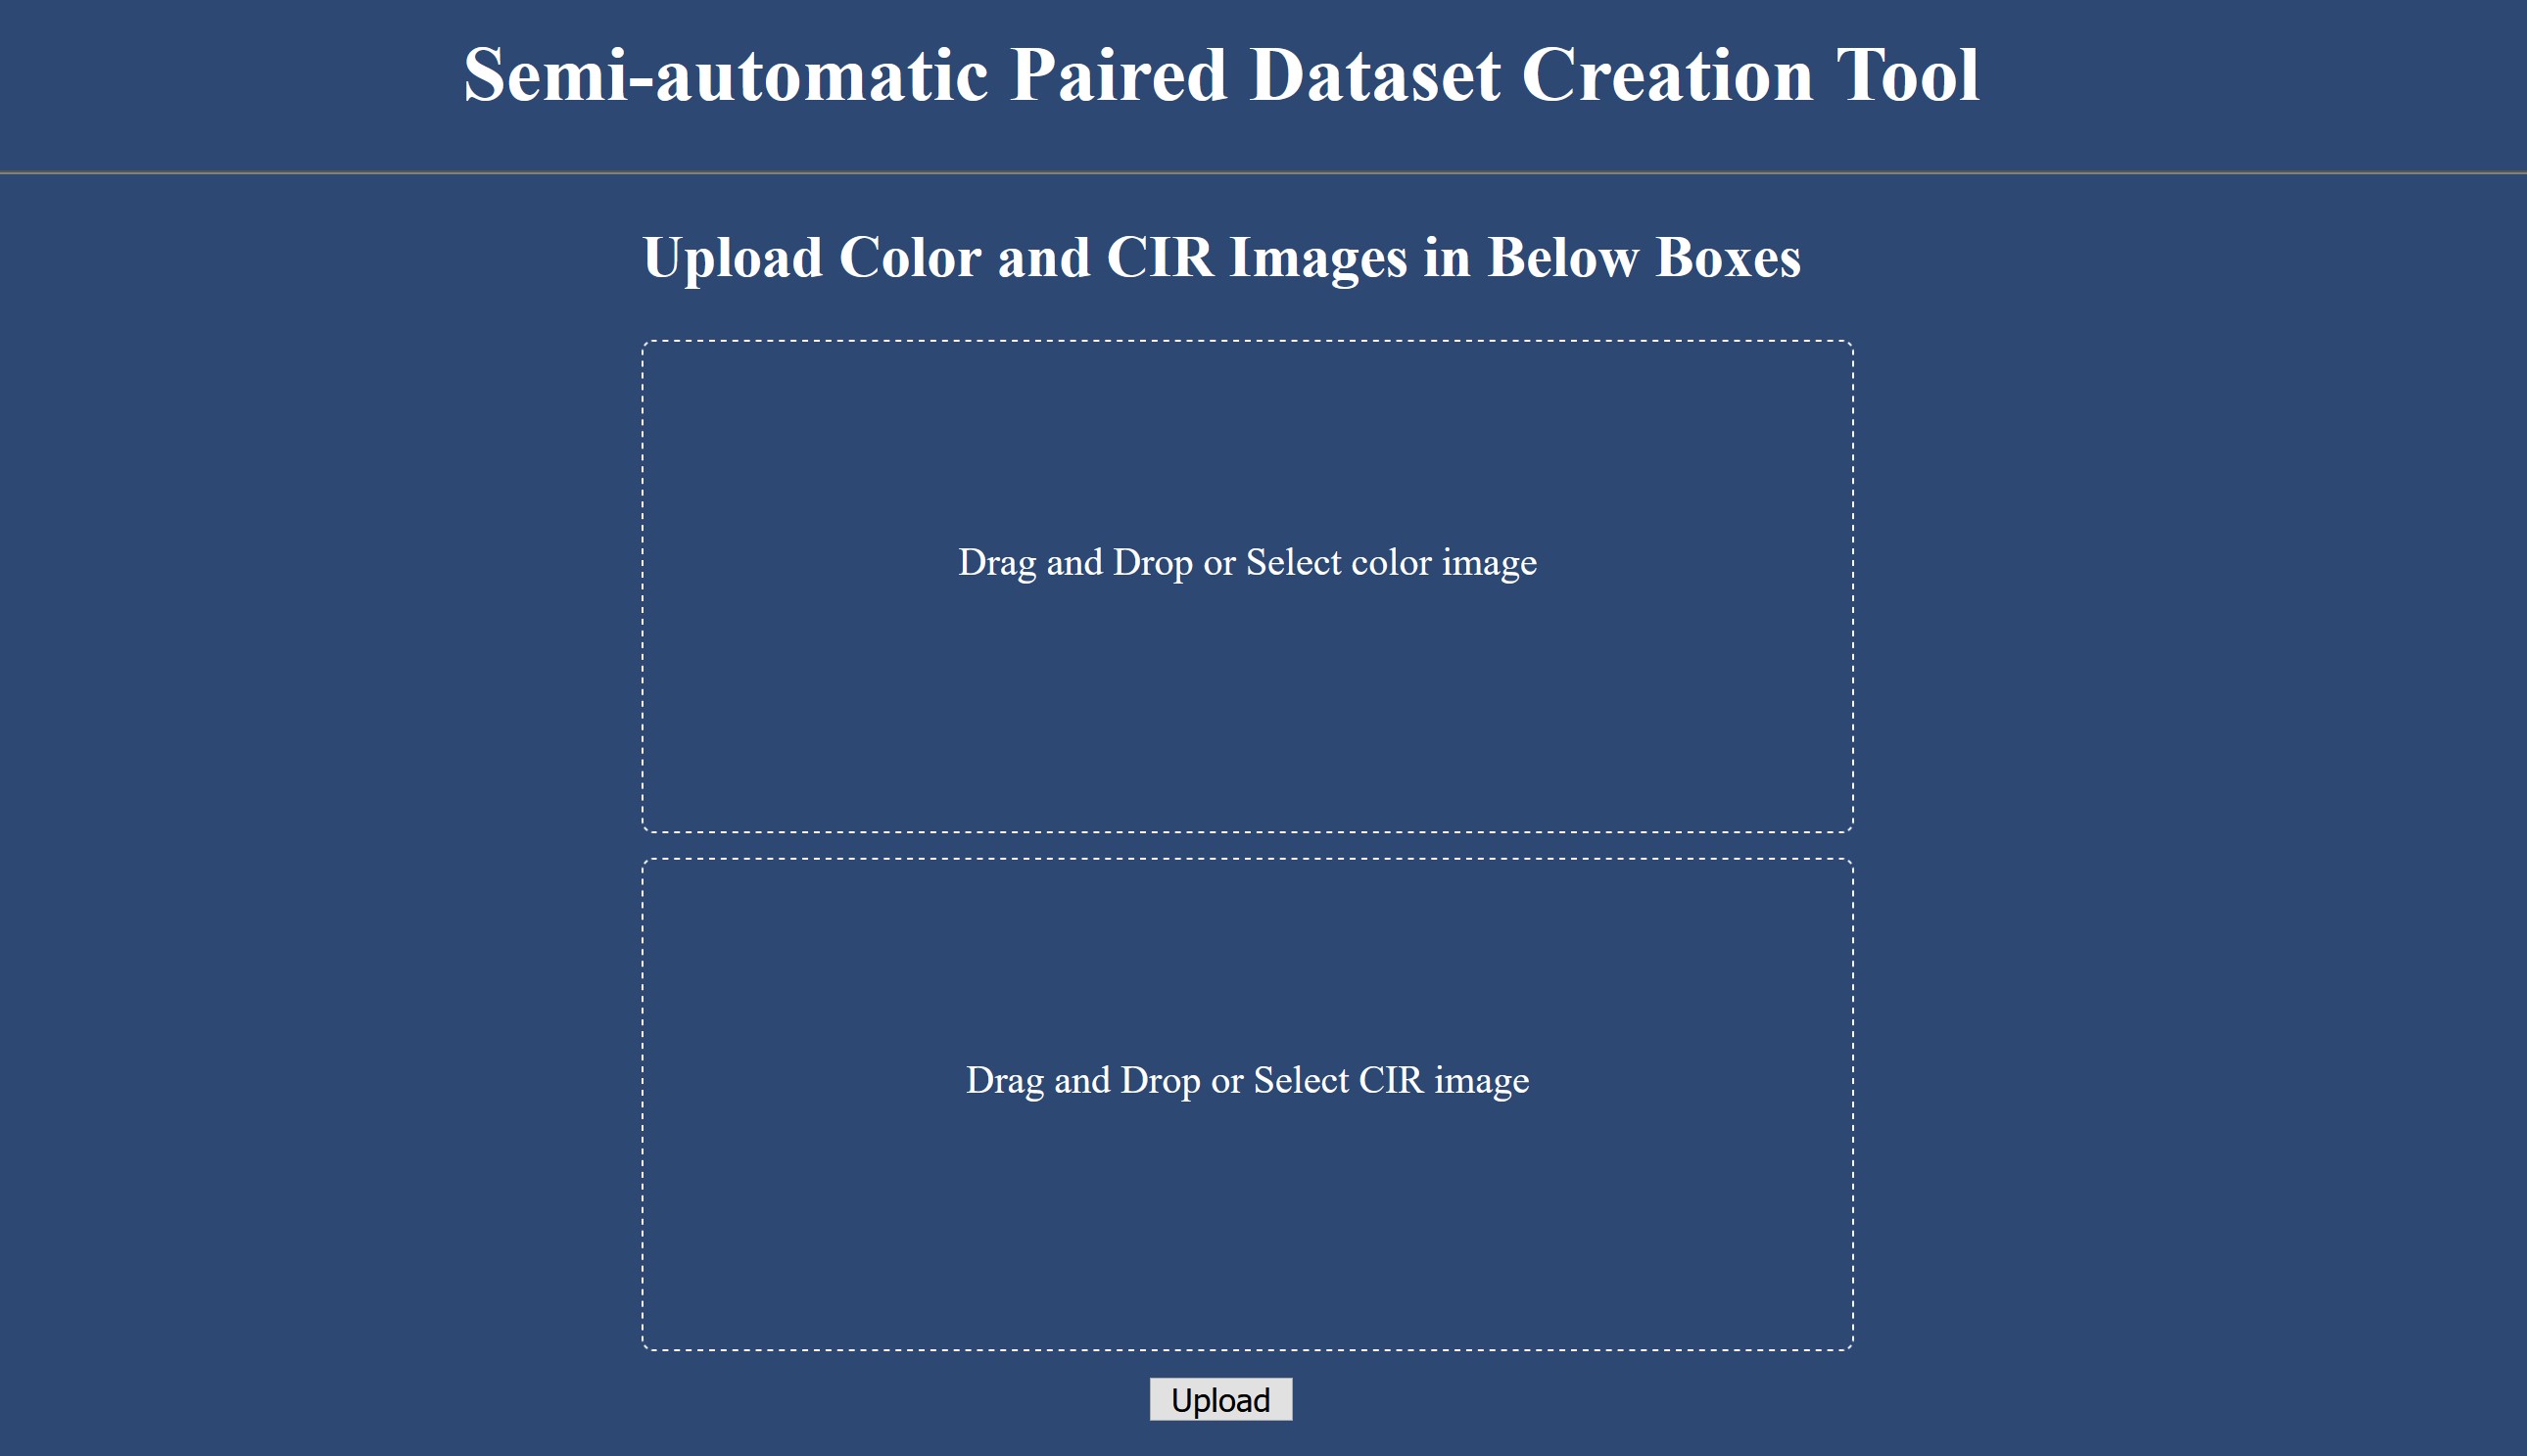 Semi-automatic Paired Dataset Creation Tool
Upload Color and CIR Images in Below Boxes
Drag and Drop or Select color image
Drag and Drop or Select CIR image
Upload